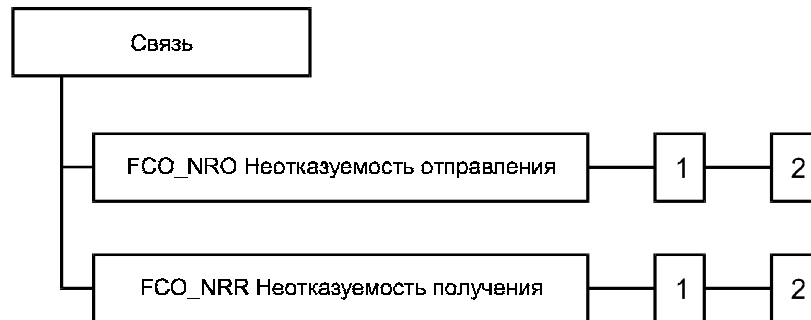 Связь
FCO_NRO Неотказуемость отправления 1 2
FCO_NRR Неотказуемость получения 1 2